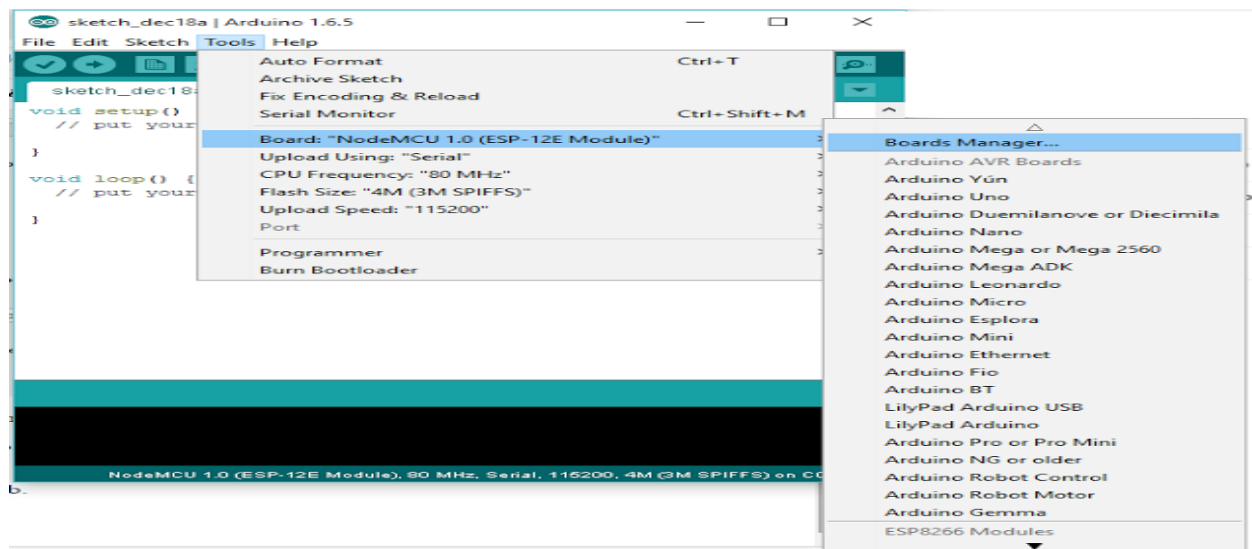 sketch_dec18a | Arduino 1.6.5
File Edit Sketch Tools Help
sketch_dec18
void setup()
// put your
}
void loop() {
// put your
}
Auto Format Ctrl+T
Archive Sketch
Fix Encoding & Reload
Serial Monitor Ctrl+Shift+M
Board: "NodeMCU 1.0 (ESP-12E Module)"
Upload Using: "Serial"
CPU Frequency: "80 MHz"
Flash Size: "4M (3M SPIFFS)"
Upload Speed: "115200"
Port
Programmer
Burn Bootloader
Boards Manager...
Arduino AVR Boards
Arduino Yún
Arduino Uno
Arduino Duemilanove or Diecimila
Arduino Nano
Arduino Mega or Mega 2560
Arduino Mega ADK
Arduino Leonardo
Arduino Micro
Arduino Esplora
Arduino Mini
Arduino Ethernet
Arduino Fio
Arduino BT
LilyPad Arduino USB
LilyPad Arduino
Arduino Pro or Pro Mini
Arduino NG or older
Arduino Robot Control
Arduino Robot Motor
Arduino Gemma
ESP8266 Modules
NodeMCU 1.0 (ESP-12E Module), 80 MHz, Serial, 115200, 4M (3M SPIFFS) on CO
b.